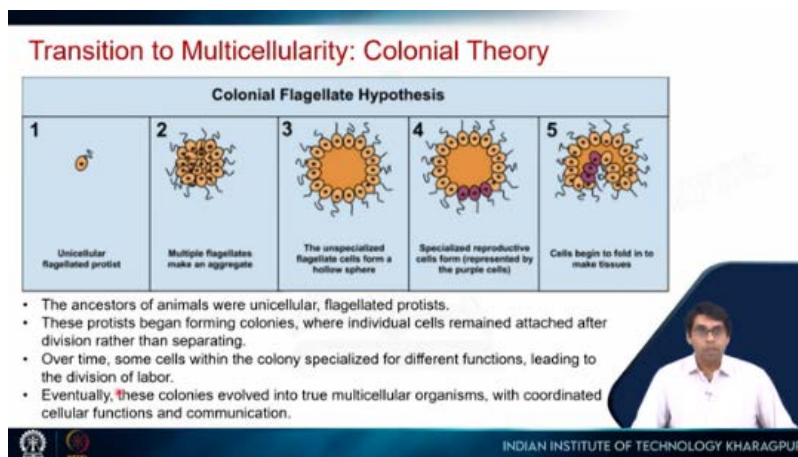 Transition to Multicellularity: Colonial Theory
Colonial Flagellate Hypothesis
1
2
3
4
5
Unicellular
flagellated protist
Multiple flagellates
make an aggregate
The unspecialized
flagellate cells form a
hollow sphere
Specialized reproductive
cells form (represented by
the purple cells)
Cells begin to fold in to
make tissues
• The ancestors of animals were unicellular, flagellated protists.
• These protists began forming colonies, where individual cells remained attached after
division rather than separating.
• Over time, some cells within the colony specialized for different functions, leading to
the division of labor.
• Eventually, these colonies evolved into true multicellular organisms, with coordinated
cellular functions and communication.
INDIAN INSTITUTE OF TECHNOLOGY KHARAGPUR